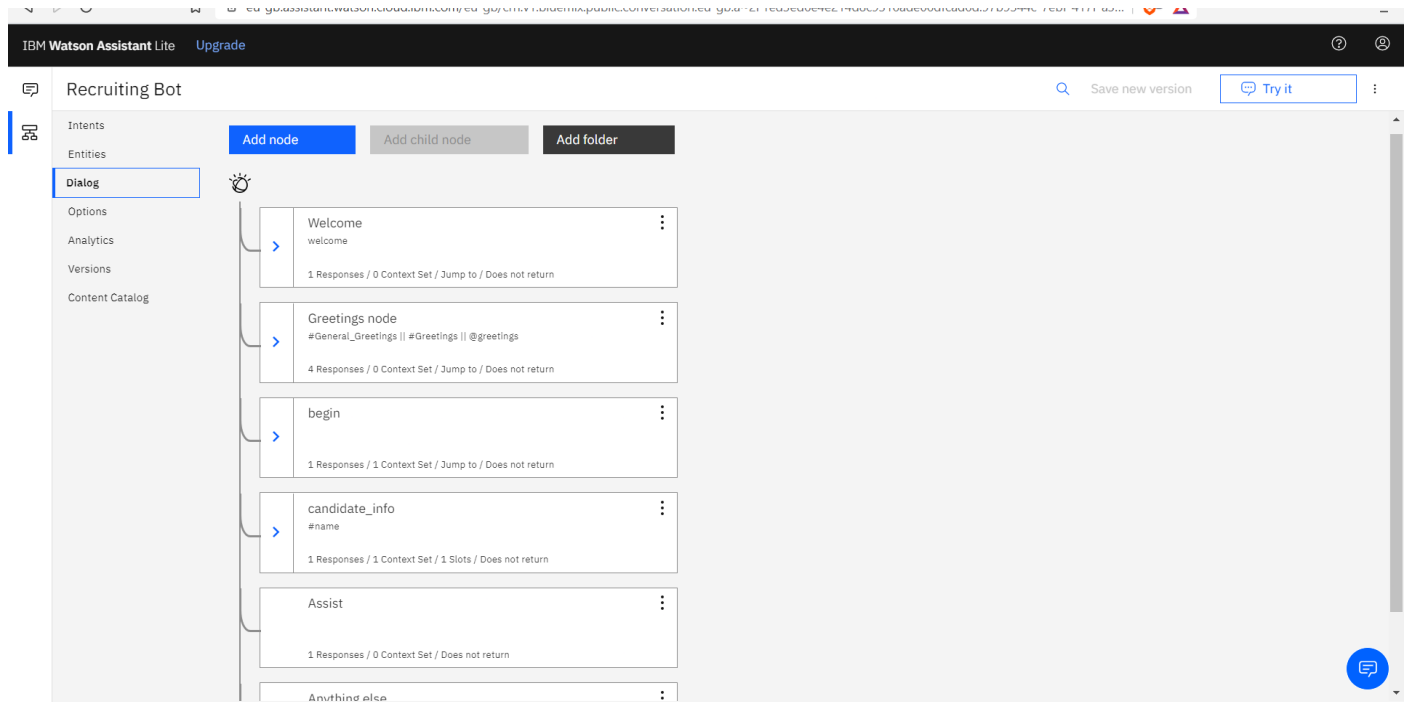 IBM Watson Assistant Lite Upgrade
Recruiting Bot
Save new version
Try it
Intents
Entities
Dialog
Options
Analytics
Versions
Content Catalog
Add node
Add child node
Add folder
Welcome
welcome
1 Responses / 0 Context Set / Jump to / Does not return
Greetings node
#General_Greetings || #Greetings || @greetings
4 Responses / 0 Context Set / Jump to / Does not return
begin
1 Responses / 1 Context Set / Jump to / Does not return
candidate_info
#name
1 Responses / 1 Context Set / 1 Slots / Does not return
Assist
1 Responses / 0 Context Set / Does not return
Anything else